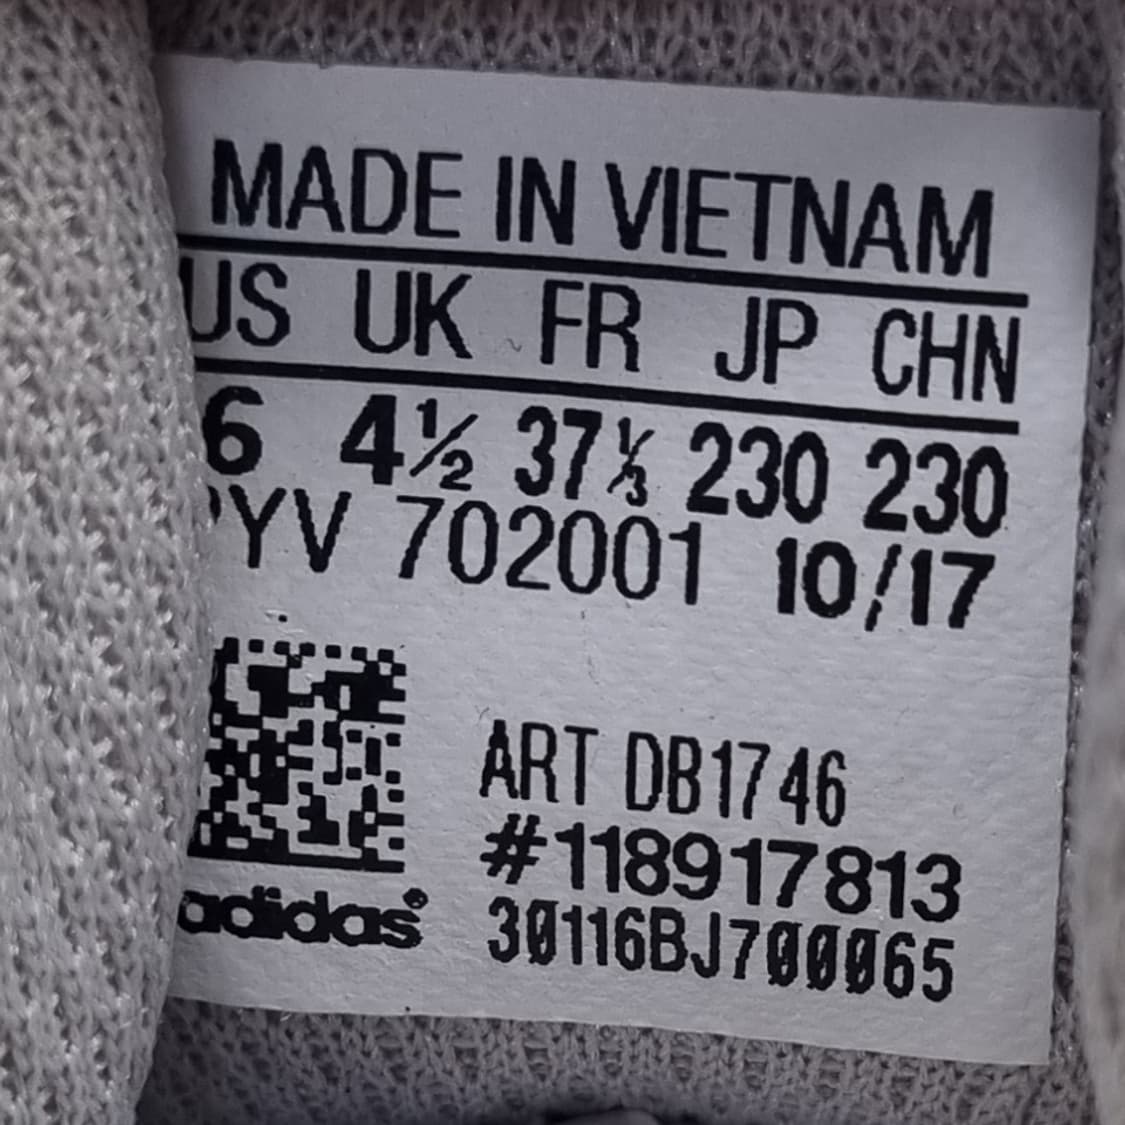 MADE IN VIETNAM
US UK FR JP CHN
6 4½ 37⅓ 230 230
YV 702001 10/17
ART DB1746
#118917813
adidas®
30116BJ700065